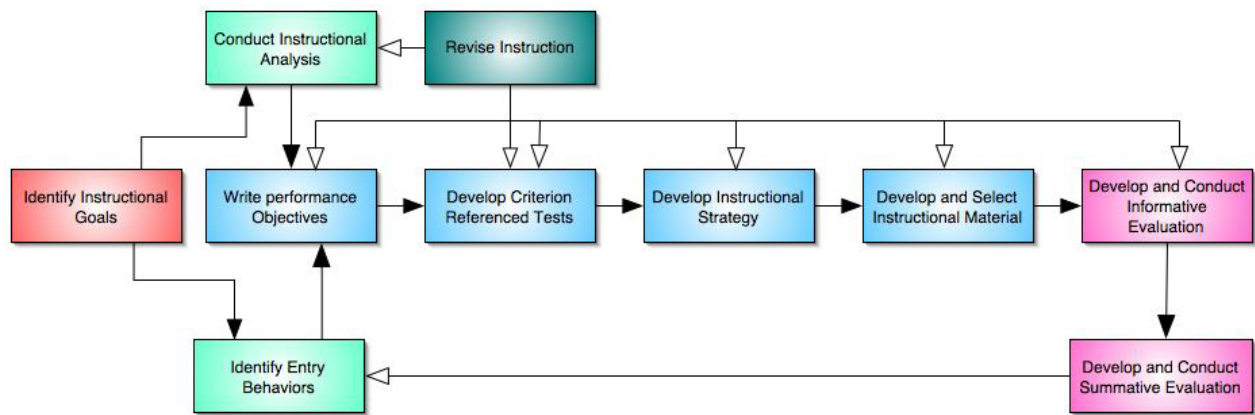 Conduct Instructional
Analysis
Revise Instruction
Identify Instructional
Goals
Write performance
Objectives
Develop Criterion
Referenced Tests
Develop Instructional
Strategy
Develop and Select
Instructional Material
Develop and Conduct
Informative
Evaluation
Identify Entry
Behaviors
Develop and Conduct
Summative Evaluation